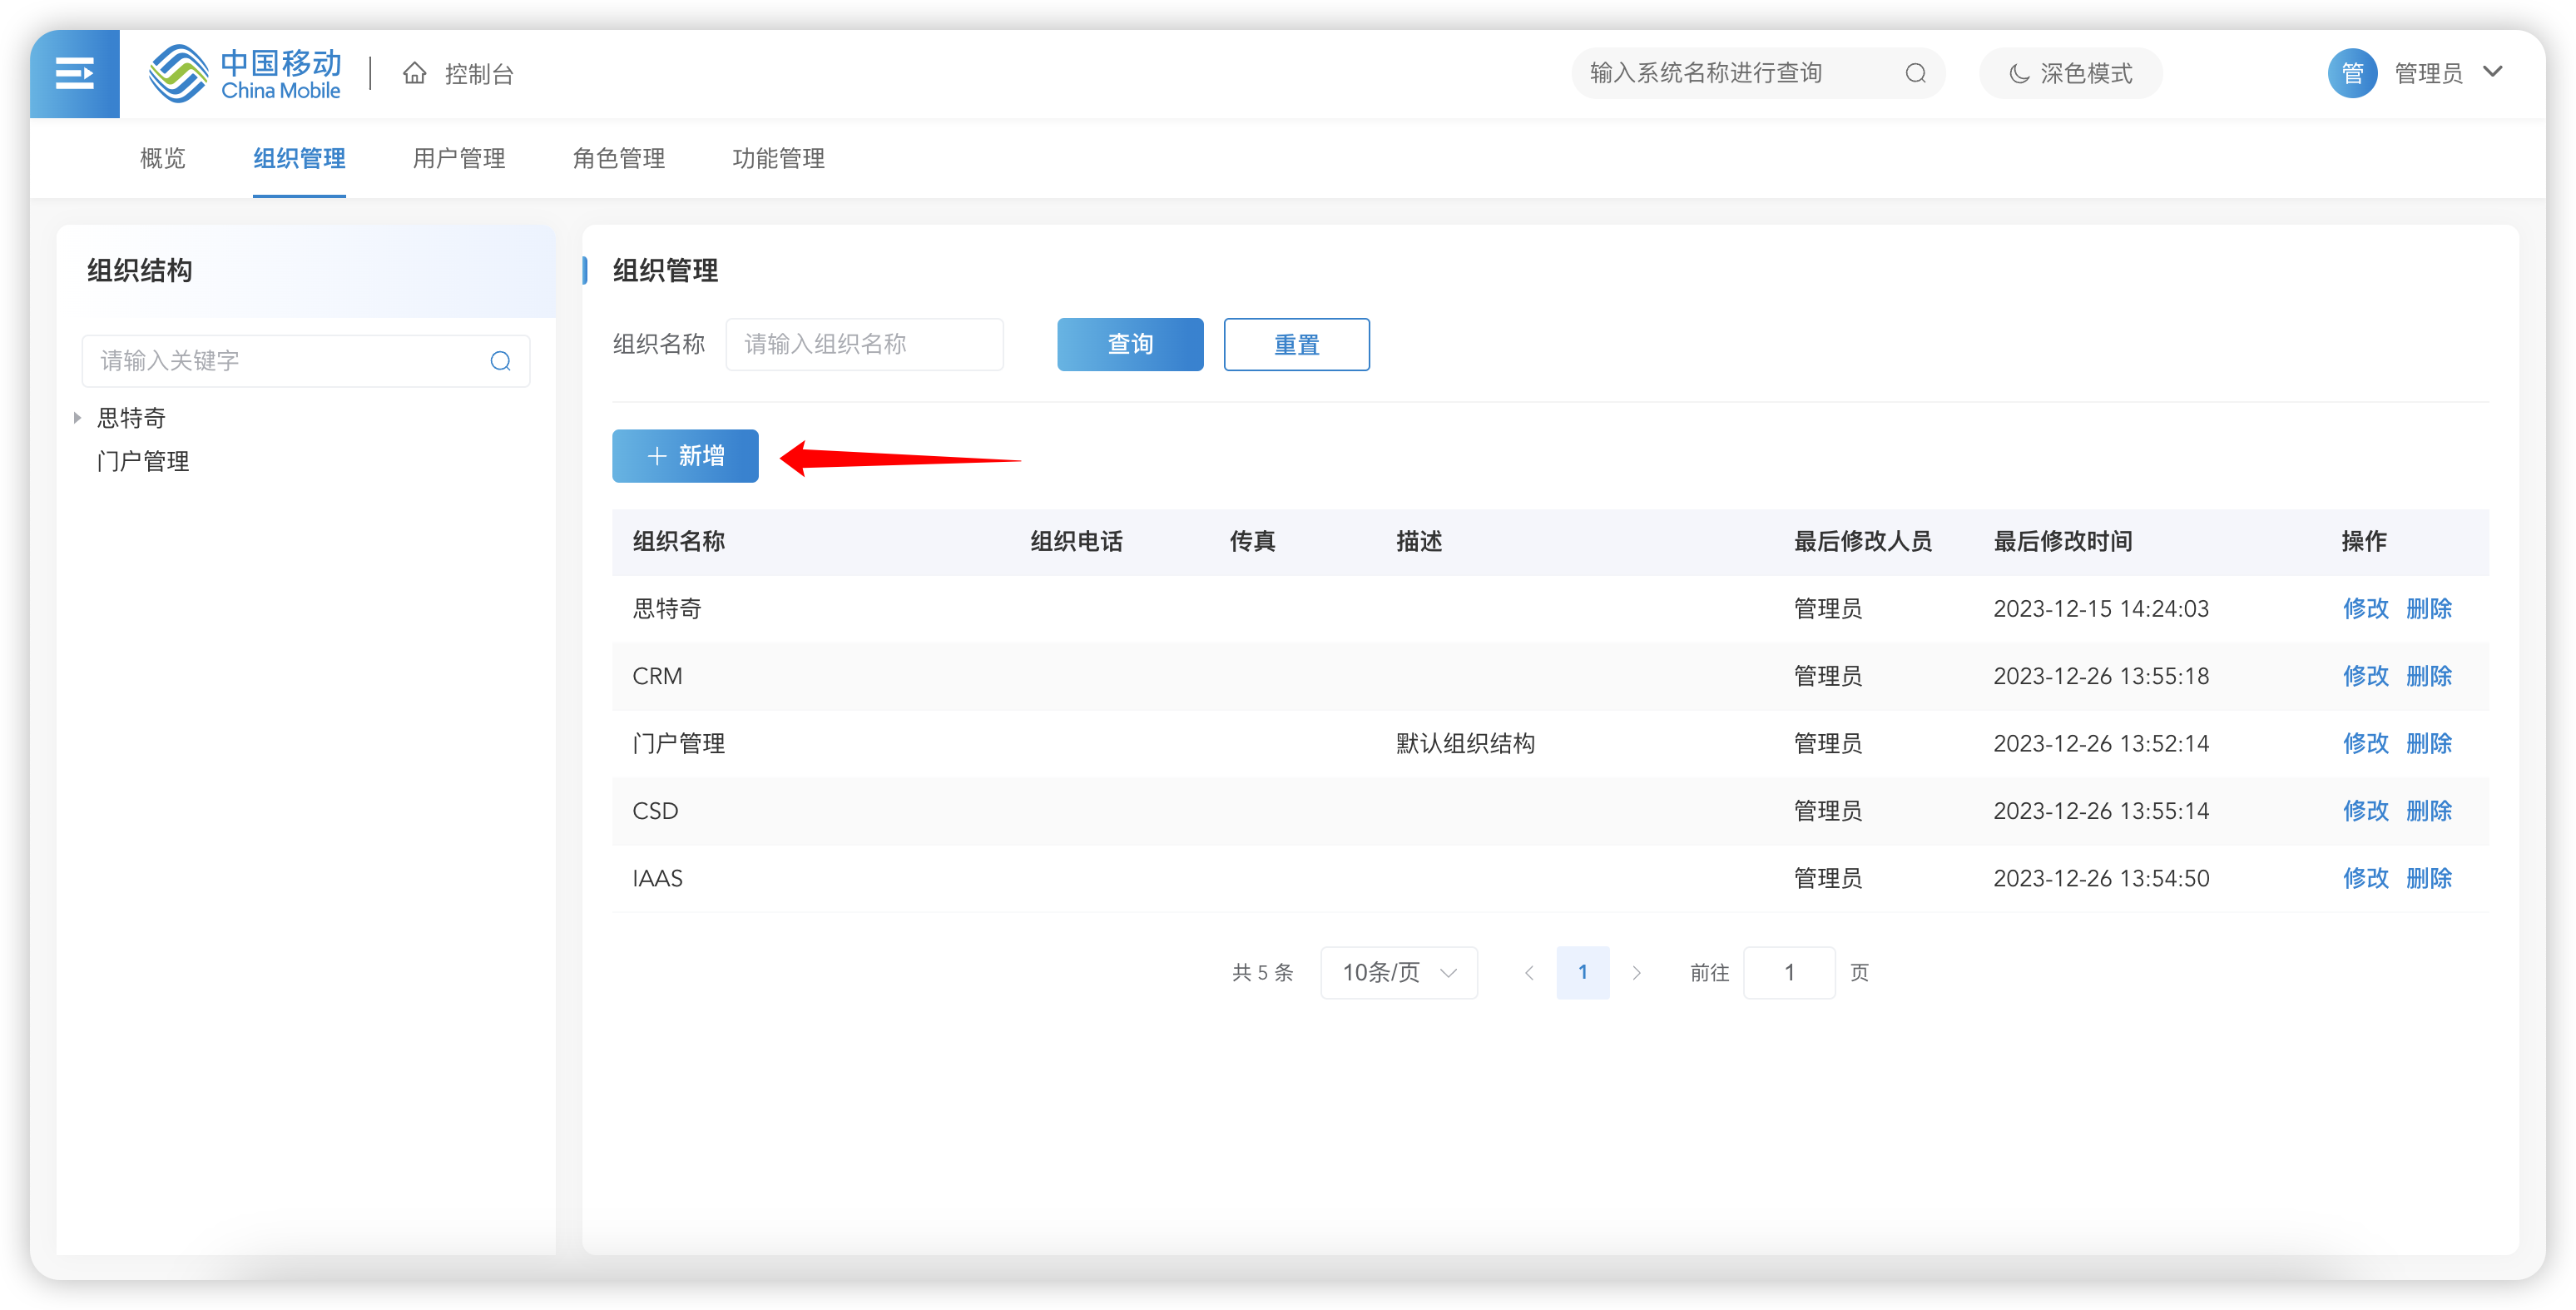 中国移动
China Mobile
控制台
输入系统名称进行查询
深色模式
管
管理员
概览 组织管理 用户管理 角色管理 功能管理
组织结构
请输入关键字
思特奇
门户管理
组织管理
组织名称 请输入组织名称 查询 重置
新增
组织名称 组织电话 传真 描述 最后修改人员 最后修改时间 操作
思特奇 管理员 2023-12-15 14:24:03 修改 删除
CRM 管理员 2023-12-26 13:55:18 修改 删除
门户管理 默认组织结构 管理员 2023-12-26 13:52:14 修改 删除
CSD 管理员 2023-12-26 13:55:14 修改 删除
IAAS 管理员 2023-12-26 13:54:50 修改 删除
共 5 条 10条/页 1 前往 1 页